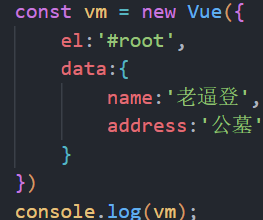 const vm = new Vue({
el:'#root',
data:{
name:'老逼登',
address:'公墓'
}
})
console.log(vm);